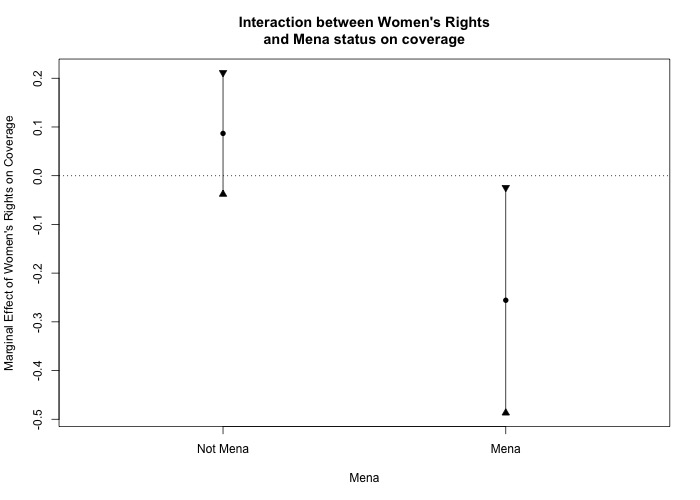 Interaction between Women's Rights
and Mena status on coverage
Marginal Effect of Women's Rights on Coverage
0.2
0.1
0.0
-0.1
-0.2
-0.3
-0.4
-0.5
Not Mena
Mena
Mena